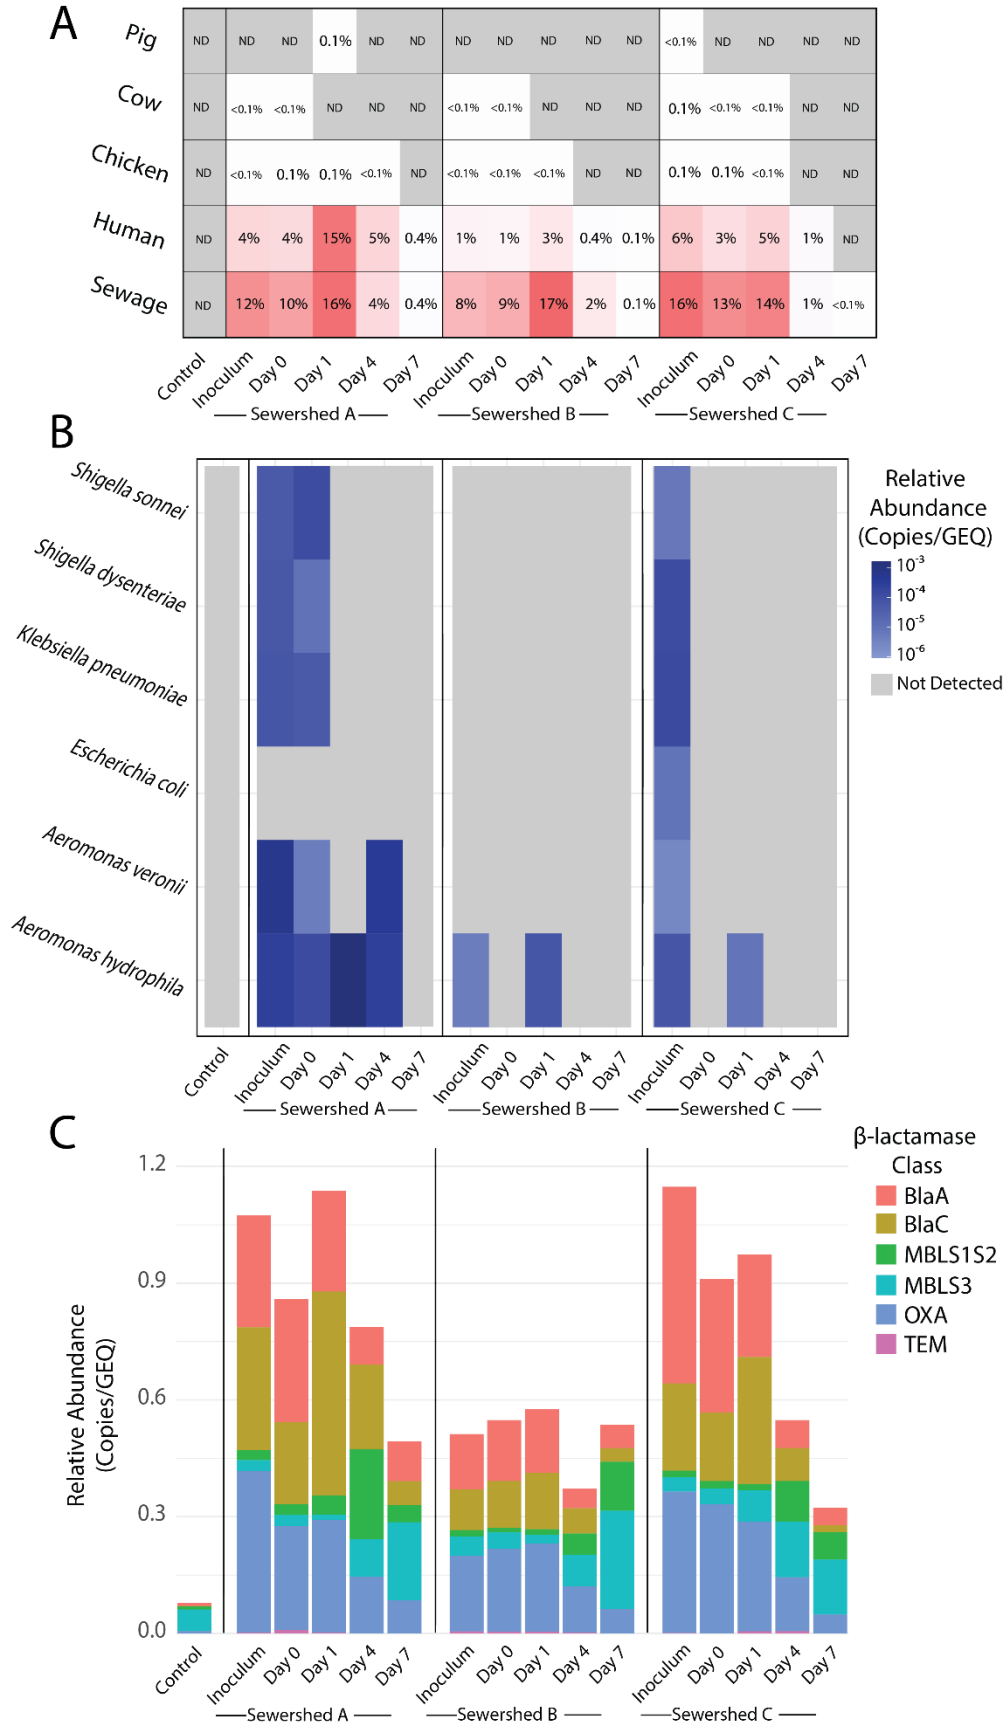 A
Pig ND ND ND 0.1% ND ND ND ND ND ND ND <0.1% ND ND ND ND
Cow ND <0.1% <0.1% ND ND ND <0.1% <0.1% ND ND ND 0.1% <0.1% <0.1% ND ND
Chicken ND <0.1% 0.1% 0.1% <0.1% ND <0.1% <0.1% <0.1% ND ND 0.1% 0.1% <0.1% ND ND
Human ND 4% 4% 15% 5% 0.4% 1% 1% 3% 0.4% 0.1% 6% 3% 5% 1% ND
Sewage ND 12% 10% 16% 4% 0.4% 8% 9% 17% 2% 0.1% 16% 13% 14% 1% <0.1%
Control Inoculum Day 0 Day 1 Day 4 Day 7 Inoculum Day 0 Day 1 Day 4 Day 7 Inoculum Day 0 Day 1 Day 4 Day 7
Sewershed A Sewershed B Sewershed C
B
Shigella sonnei
Shigella dysenteriae
Klebsiella pneumoniae
Escherichia coli
Aeromonas veronii
Aeromonas hydrophila
Relative
Abundance
(Copies/GEQ)
10-3
10-4
10-5
10-6
Not Detected
Control Inoculum Day 0 Day 1 Day 4 Day 7 Inoculum Day 0 Day 1 Day 4 Day 7 Inoculum Day 0 Day 1 Day 4 Day 7
Sewershed A Sewershed B Sewershed C
C
Relative Abundance
(Copies/GEQ)
1.2
0.9
0.6
0.3
0.0
β-lactamase
Class
BlaA
BlaC
MBLS1S2
MBLS3
OXA
TEM
Control Inoculum Day 0 Day 1 Day 4 Day 7 Inoculum Day 0 Day 1 Day 4 Day 7 Inoculum Day 0 Day 1 Day 4 Day 7
Sewershed A Sewershed B Sewershed C